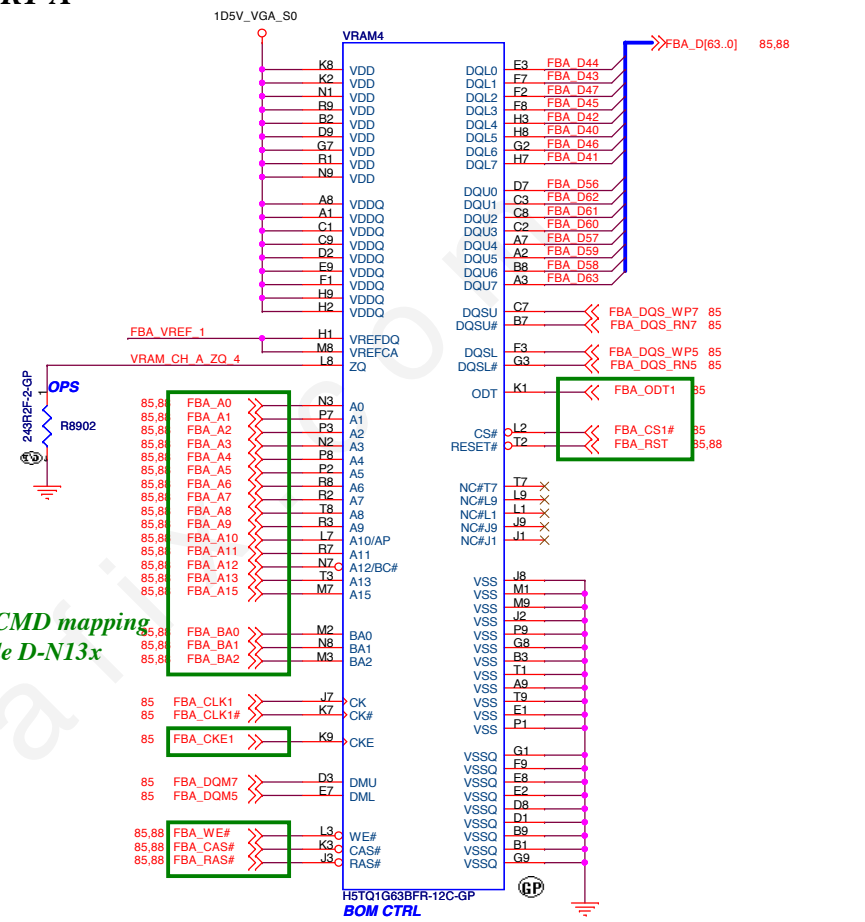 1D5V_VGA_S0
VRAM4
FBA_D[63..0] 85,88
K8 VDD DQL0 E3 FBA_D44
K2 VDD DQL1 F7 FBA_D43
N1 VDD DQL2 F2 FBA_D47
R9 VDD DQL3 F8 FBA_D45
B2 VDD DQL4 H3 FBA_D42
D9 VDD DQL5 H8 FBA_D40
G7 VDD DQL6 G2 FBA_D46
R1 VDD DQL7 H7 FBA_D41
N9 VDD
DQU0 D7 FBA_D56
A8 VDDQ DQU1 C3 FBA_D62
A1 VDDQ DQU2 C8 FBA_D61
C1 VDDQ DQU3 C2 FBA_D60
C9 VDDQ DQU4 A7 FBA_D57
D2 VDDQ DQU5 A2 FBA_D59
E9 VDDQ DQU6 B8 FBA_D58
F1 VDDQ DQU7 A3 FBA_D63
H9 VDDQ
H2 VDDQ DQSU C7 FBA_DQS_WP7 85
DQSU# B7 FBA_DQS_RN7 85
FBA_VREF_1 H1 VREFDQ
M8 VREFCA DQSL F3 FBA_DQS_WP5 85
VRAM_CH_A_ZQ_4 L8 ZQ DQSL# G3 FBA_DQS_RN5 85
1 OPS
ODT K1 FBA_ODT1 85
243R2F-2-GP
R8902
85,88 FBA_A0 N3 A0
85,88 FBA_A1 P7 A1
85,88 FBA_A2 P3 A2 CS# L2 FBA_CS1# 85
85,88 FBA_A3 N2 A3 RESET# T2 FBA_RST 85,88
85,88 FBA_A4 P8 A4
85,88 FBA_A5 P2 A5
85,88 FBA_A6 R8 A6 NC#T7 T7
85,88 FBA_A7 R2 A7 NC#L9 L9
85,88 FBA_A8 T8 A8 NC#L1 L1
85,88 FBA_A9 R3 A9 NC#J9 J9
85,88 FBA_A10 L7 A10/AP NC#J1 J1
85,88 FBA_A11 R7 A11
85,88 FBA_A12 N7 A12/BC#
85,88 FBA_A13 T3 A13 VSS J8
85,88 FBA_A15 M7 A15 VSS M1
VSS M9
CMD mapping
VSS J2
85,88 FBA_BA0 M2 BA0 VSS P9
85,88 FBA_BA1 N8 BA1 VSS G8
85,88 FBA_BA2 M3 BA2 VSS B3
D-N13x
VSS T1
VSS A9
85 FBA_CLK1 J7 CK VSS T9
85 FBA_CLK1# K7 CK# VSS E1
VSS P1
85 FBA_CKE1 K9 CKE
VSSQ G1
VSSQ F9
85 FBA_DQM7 D3 DMU VSSQ E8
85 FBA_DQM5 E7 DML VSSQ E2
VSSQ D8
VSSQ D1
85,88 FBA_WE# L3 WE# VSSQ B9
85,88 FBA_CAS# K3 CAS# VSSQ B1
85,88 FBA_RAS# J3 RAS# VSSQ G9
H5TQ1G63BFR-12C-GP
GP
BOM CTRL